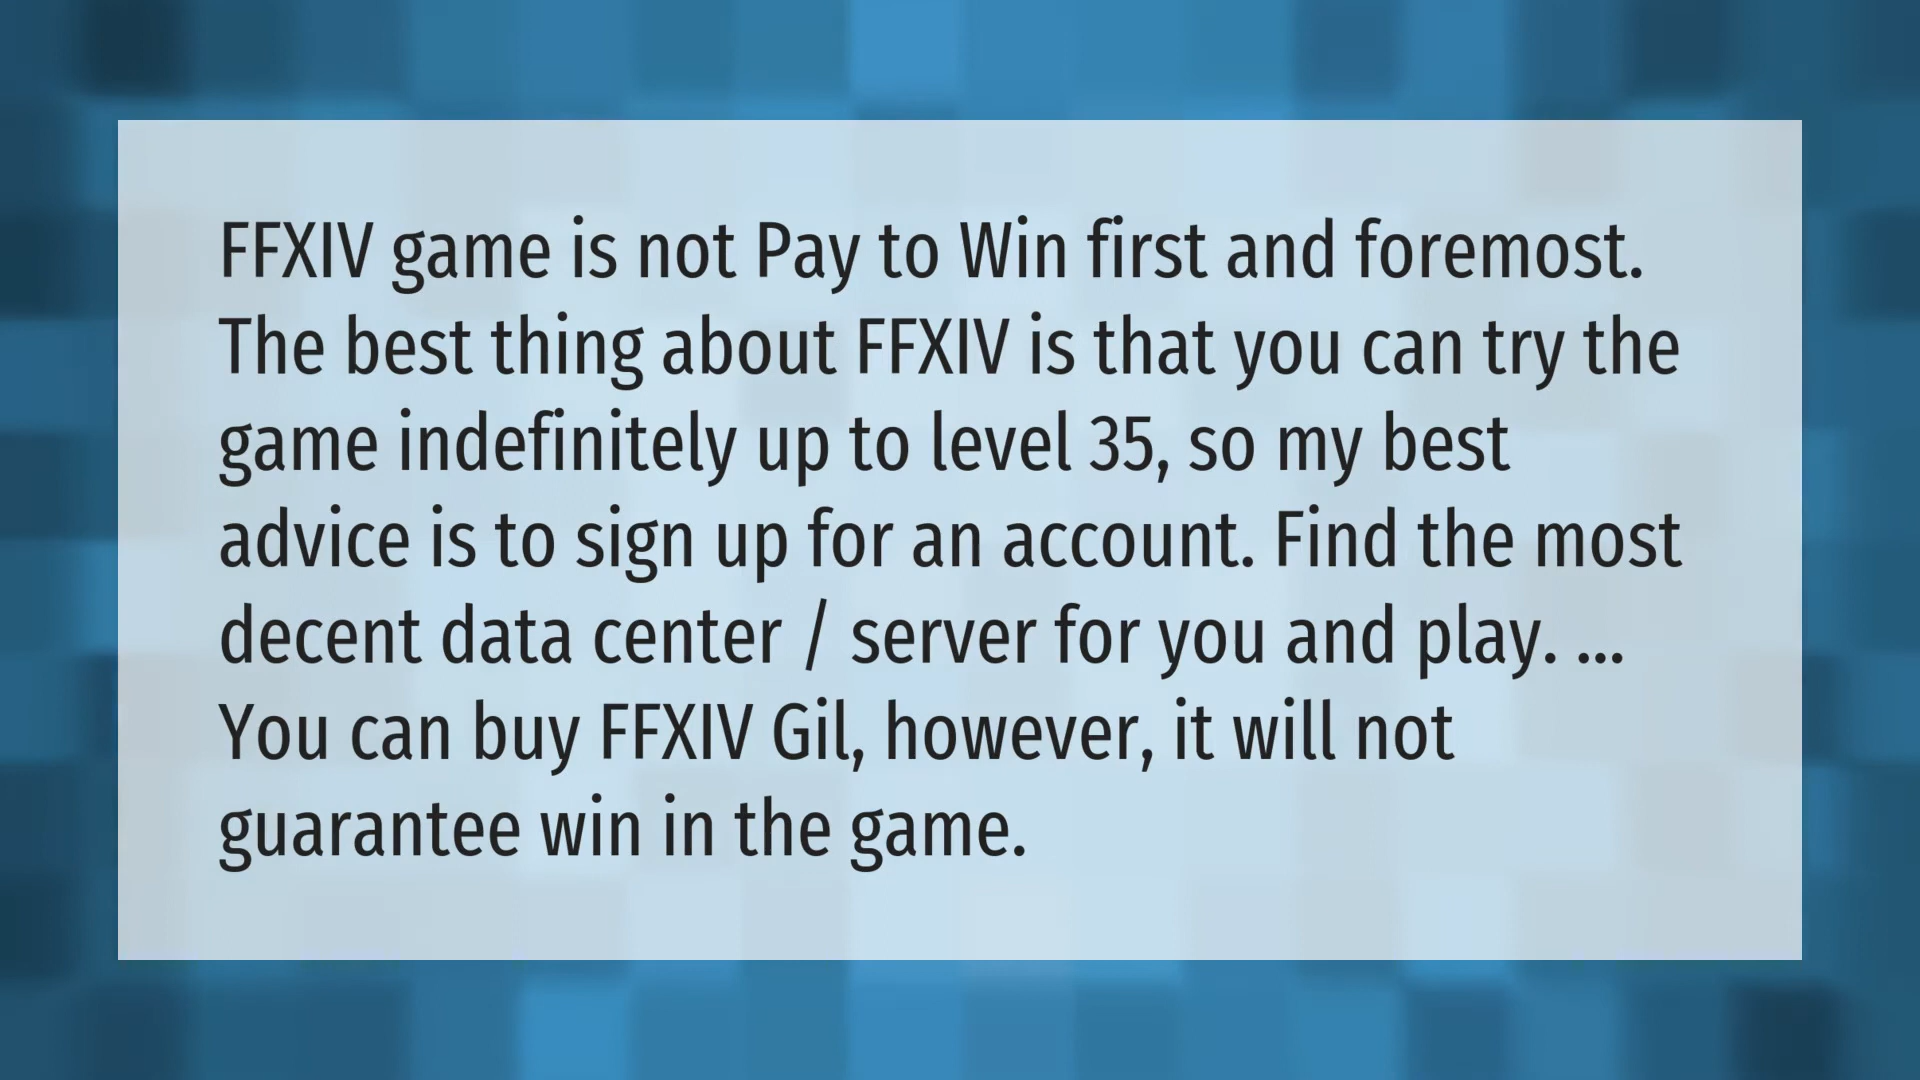 FFXIV game is not Pay to Win first and foremost.
The best thing about FFXIV is that you can try the
game indefinitely up to level 35, so my best
advice is to sign up for an account. Find the most
decent data center / server for you and play. ...
You can buy FFXIV Gil, however, it will not
guarantee win in the game.